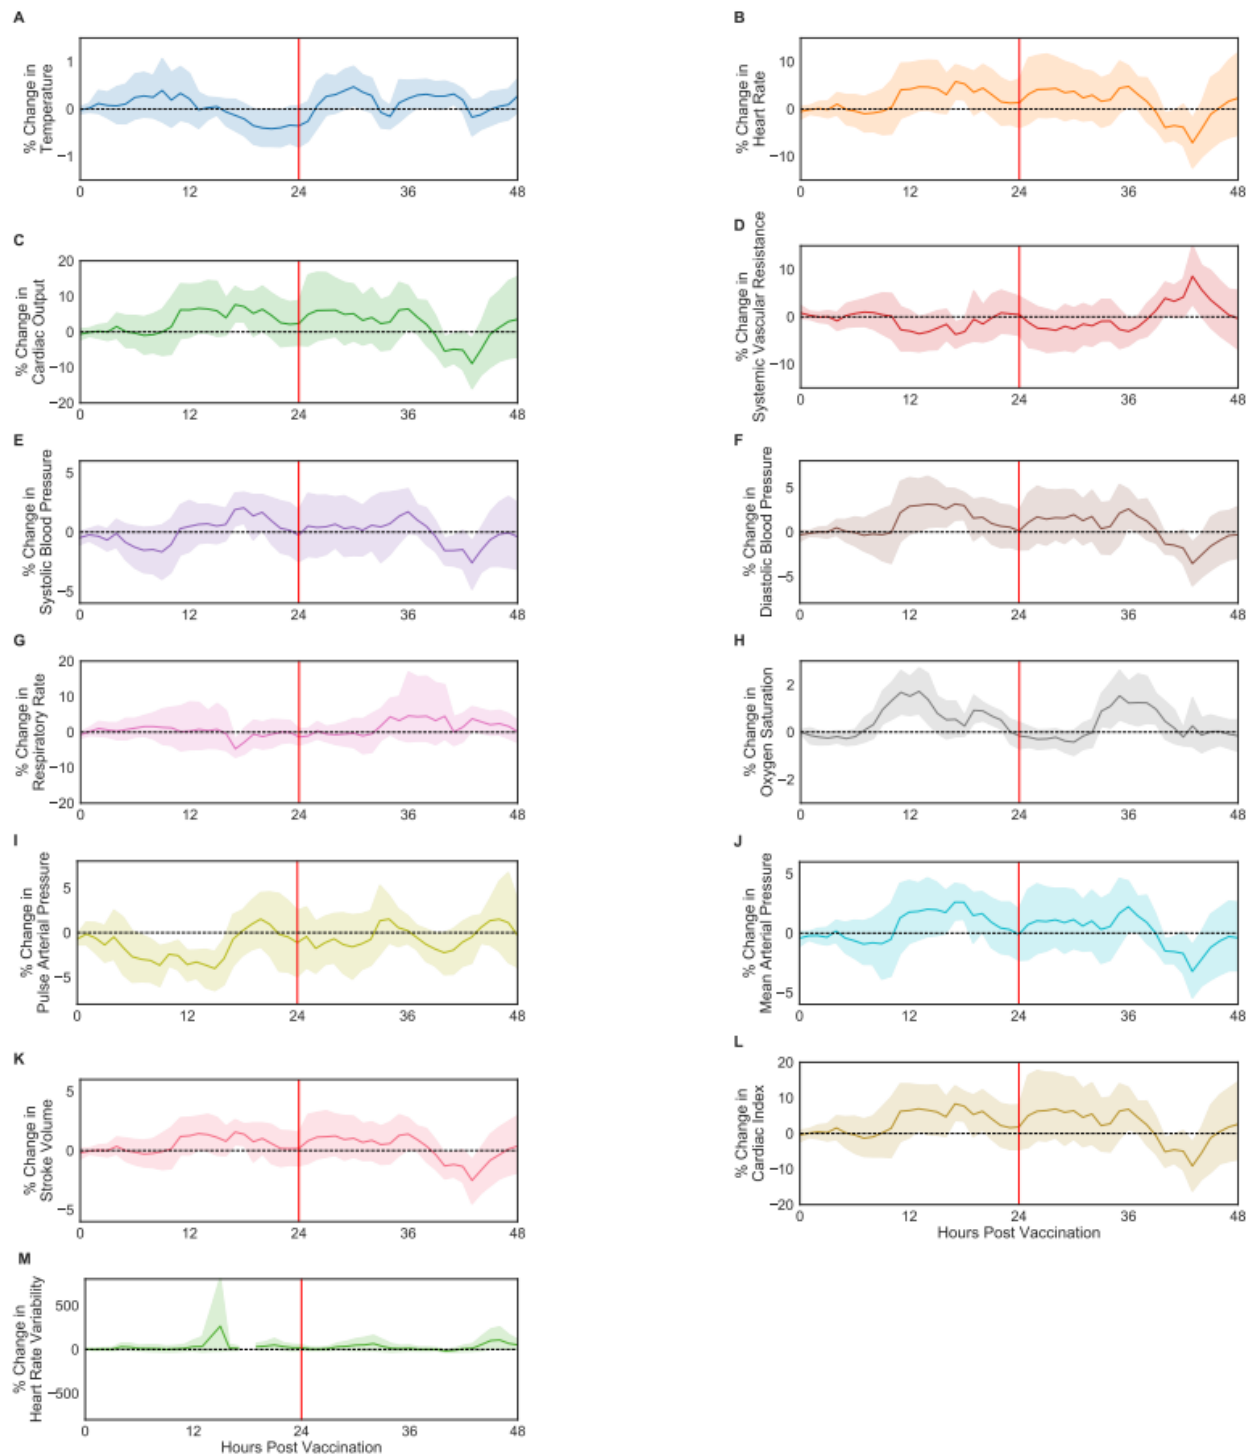 A
% Change in
Temperature
1
0
−1
0 12 24 36 48
B
% Change in
Heart Rate
10
0
−10
0 12 24 36 48
C
% Change in
Cardiac Output
20
10
0
−10
−20
0 12 24 36 48
D
% Change in
Systemic Vascular Resistance
10
0
−10
0 12 24 36 48
E
% Change in
Systolic Blood Pressure
5
0
−5
0 12 24 36 48
F
% Change in
Diastolic Blood Pressure
5
0
−5
0 12 24 36 48
G
% Change in
Respiratory Rate
20
10
0
−10
−20
0 12 24 36 48
H
% Change in
Oxygen Saturation
2
0
−2
0 12 24 36 48
I
% Change in
Pulse Arterial Pressure
5
0
−5
0 12 24 36 48
J
% Change in
Mean Arterial Pressure
5
0
−5
0 12 24 36 48
K
% Change in
Stroke Volume
5
0
−5
0 12 24 36 48
L
% Change in
Cardiac Index
20
10
0
−10
−20
0 12 24 36 48
Hours Post Vaccination
M
% Change in
Heart Rate Variability
500
0
−500
0 12 24 36 48
Hours Post Vaccination